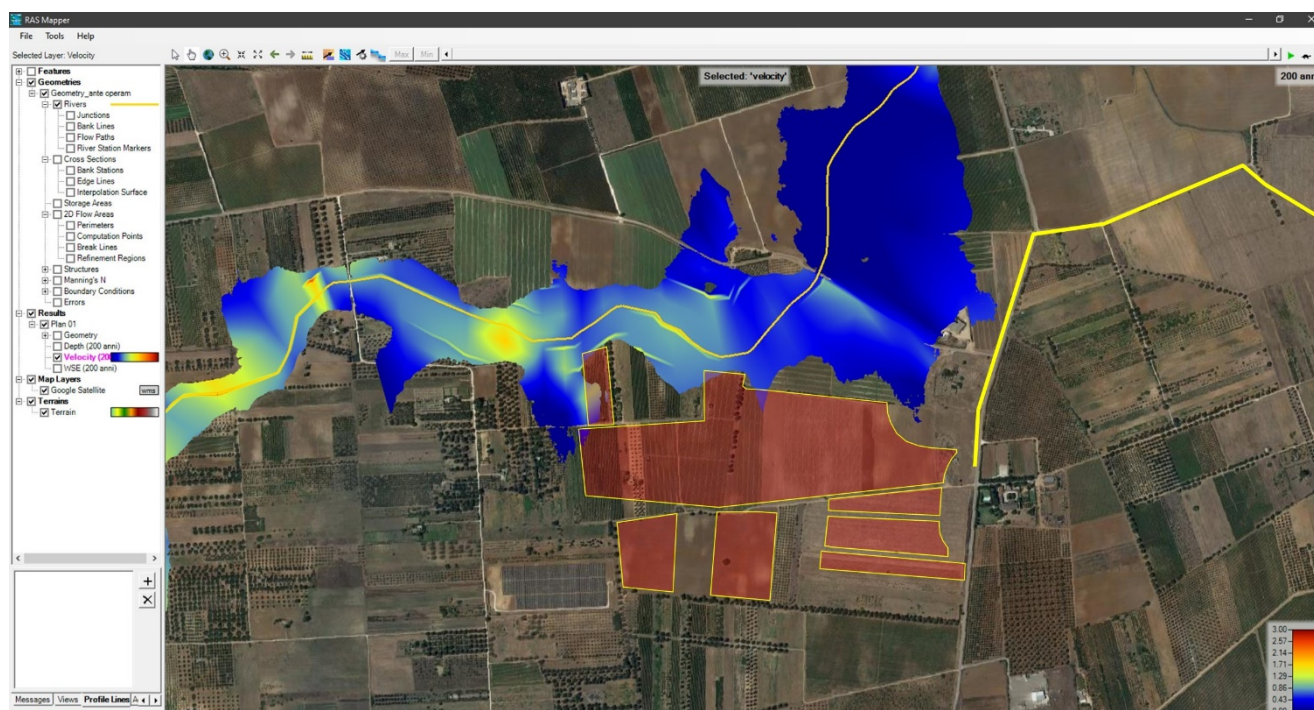 RAS Mapper
File Tools Help
Selected Layer: Velocity
Max Min
Features
Geometries
Geometry_ante operam
Rivers
Junctions
Bank Lines
Flow Paths
River Station Markers
Cross Sections
Bank Stations
Edge Lines
Interpolation Surface
Storage Areas
2D Flow Areas
Perimeters
Computation Points
Break Lines
Refinement Regions
Structures
Manning's N
Boundary Conditions
Errors
Results
Plan 01
Geometry
Depth (200 anni)
Velocity (20
WSE (200 anni)
Map Layers
Google Satellite wms
Terrains
Terrain
Messages Views Profile Lines A
Selected: 'velocity'
200 ann
3.00
2.57
2.14
1.71
1.29
0.86
0.43